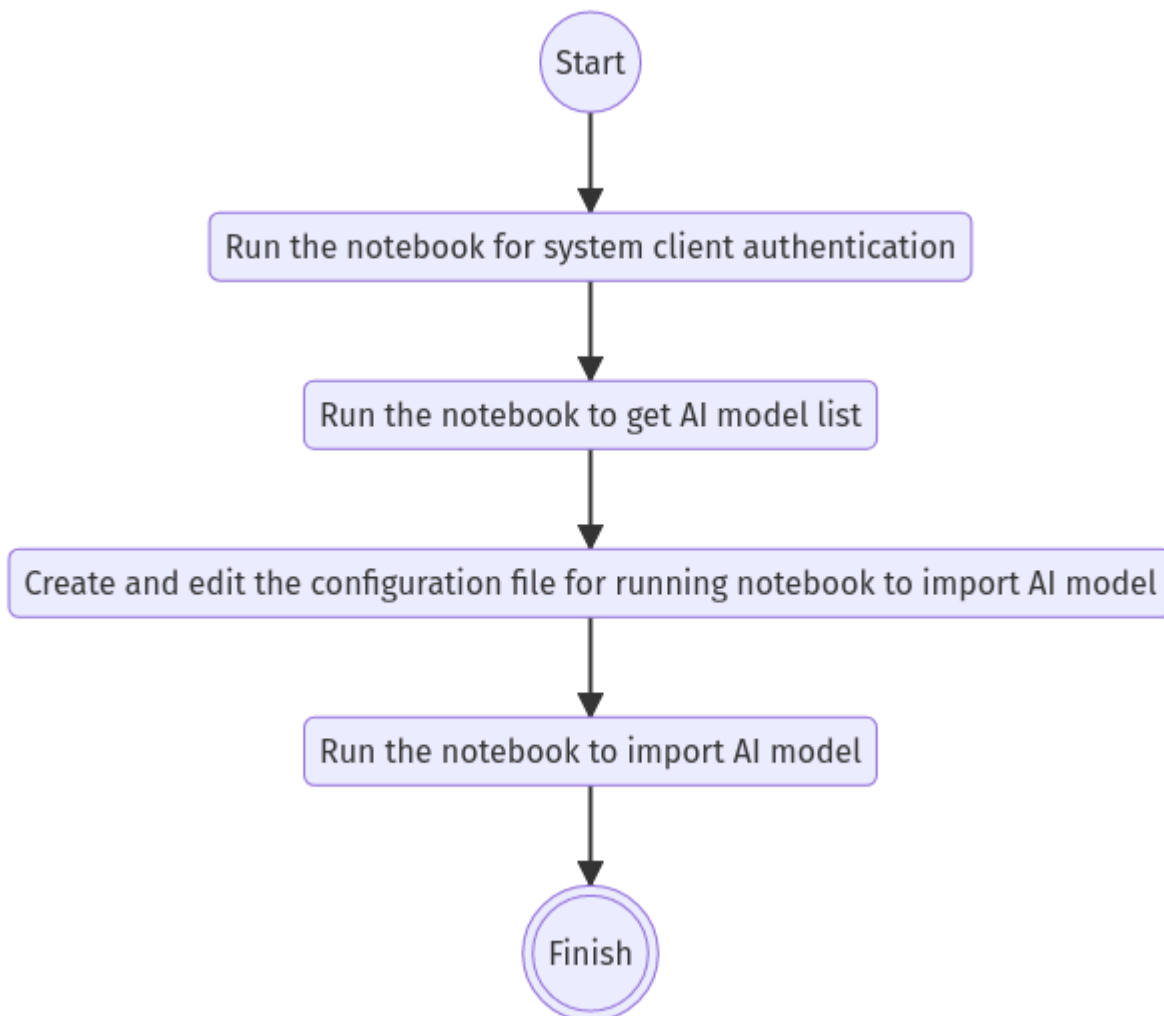 Start
Run the notebook for system client authentication
Run the notebook to get AI model list
Create and edit the configuration file for running notebook to import AI model
Run the notebook to import AI model
Finish